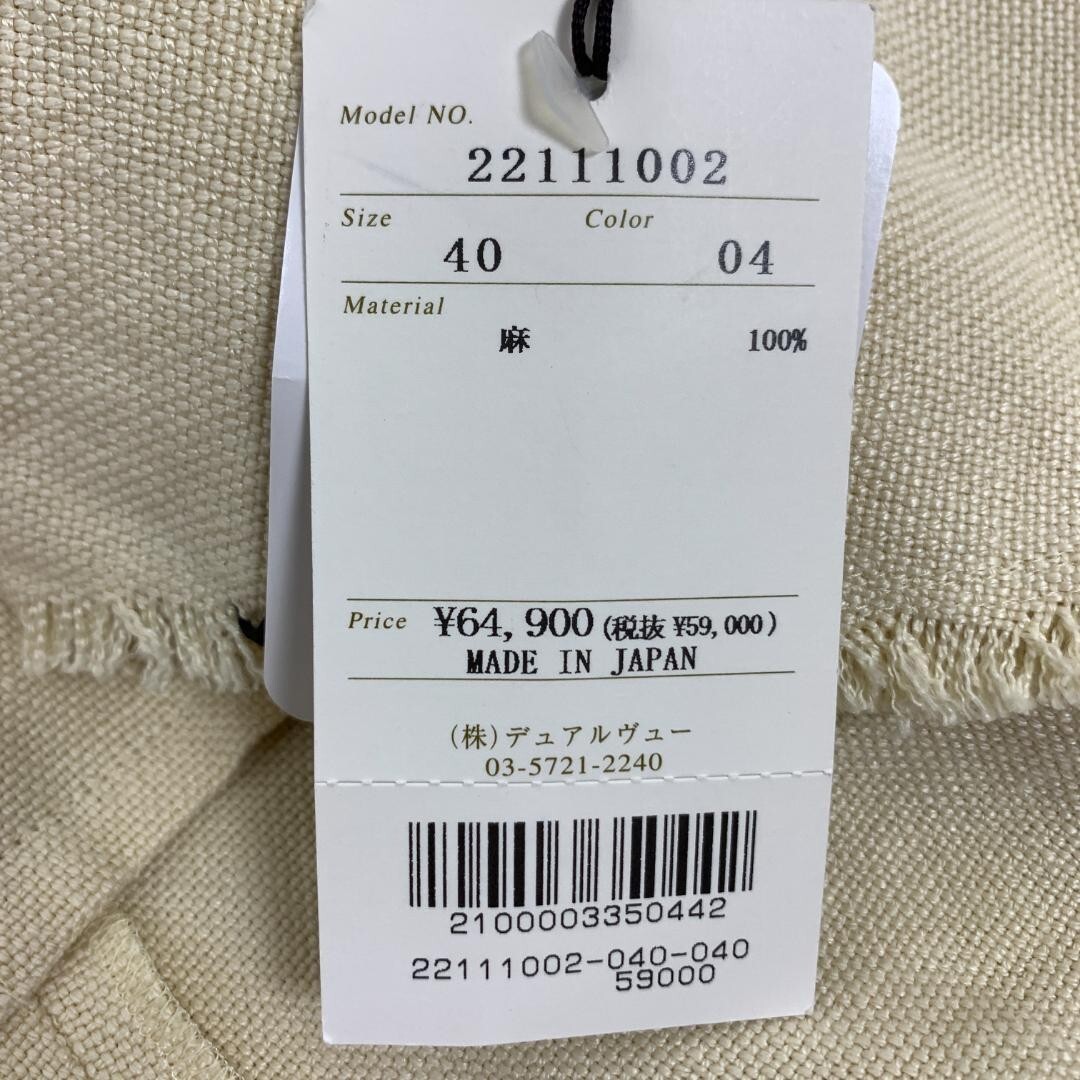 Model NO.
22111002
Size Color
40 04
Material
麻 100%
Price ¥64,900 (税抜 ¥59,000)
MADE IN JAPAN
(株)デュアルヴュー
03-5721-2240
2100003350442
22111002-040-040
59000